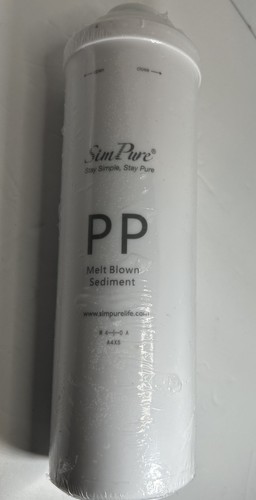 SimPure®
Stay Simple, Stay Pure
PP
Melt Blown
Sediment
www.simpurelife.com